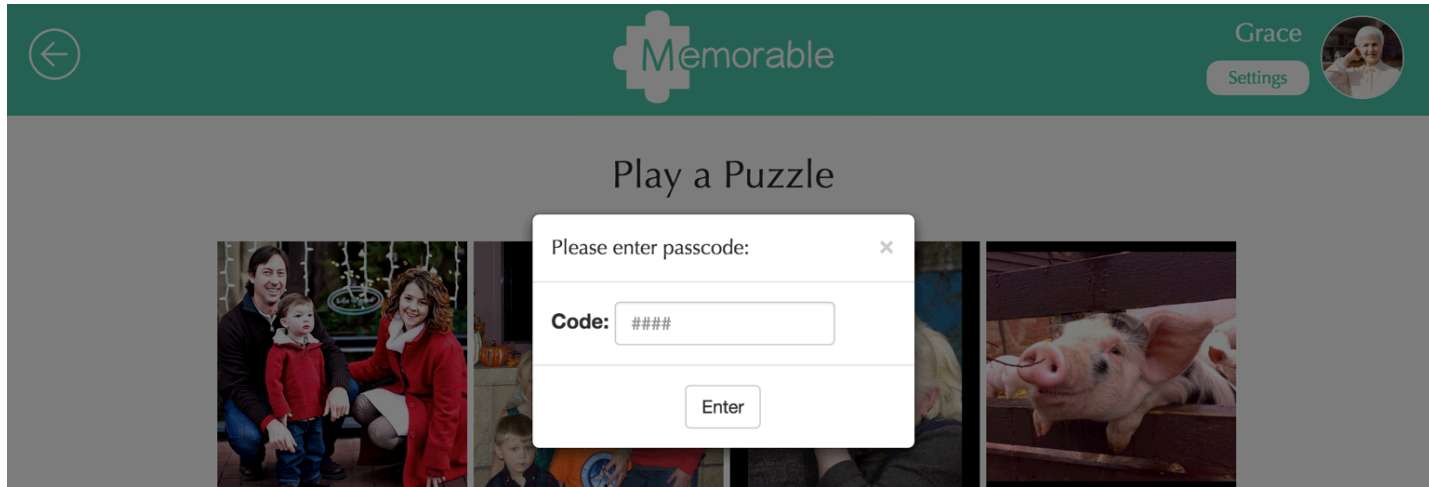 Memorable
Grace
Settings
Play a Puzzle
Please enter passcode:
×
Code: ####
Enter